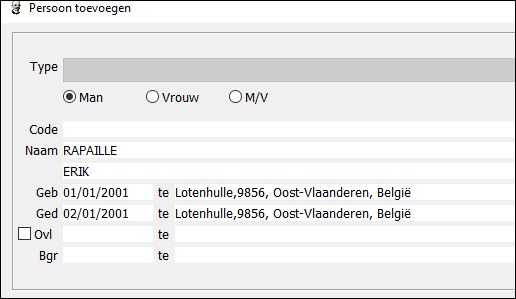 Persoon toevoegen
Type
Man Vrouw M/V
Code
Naam RAPAILLE
ERIK
Geb 01/01/2001 te Lotenhulle,9856, Oost-Vlaanderen, België
Ged 02/01/2001 te Lotenhulle,9856, Oost-Vlaanderen, België
Ovl te
Bgr te